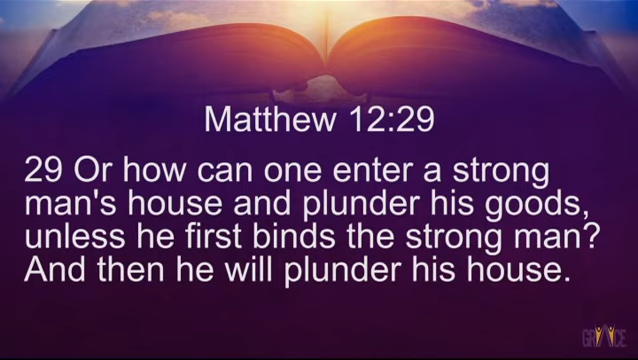 Matthew 12:29
29 Or how can one enter a strong
man's house and plunder his goods,
unless he first binds the strong man?
And then he will plunder his house.
GRACE